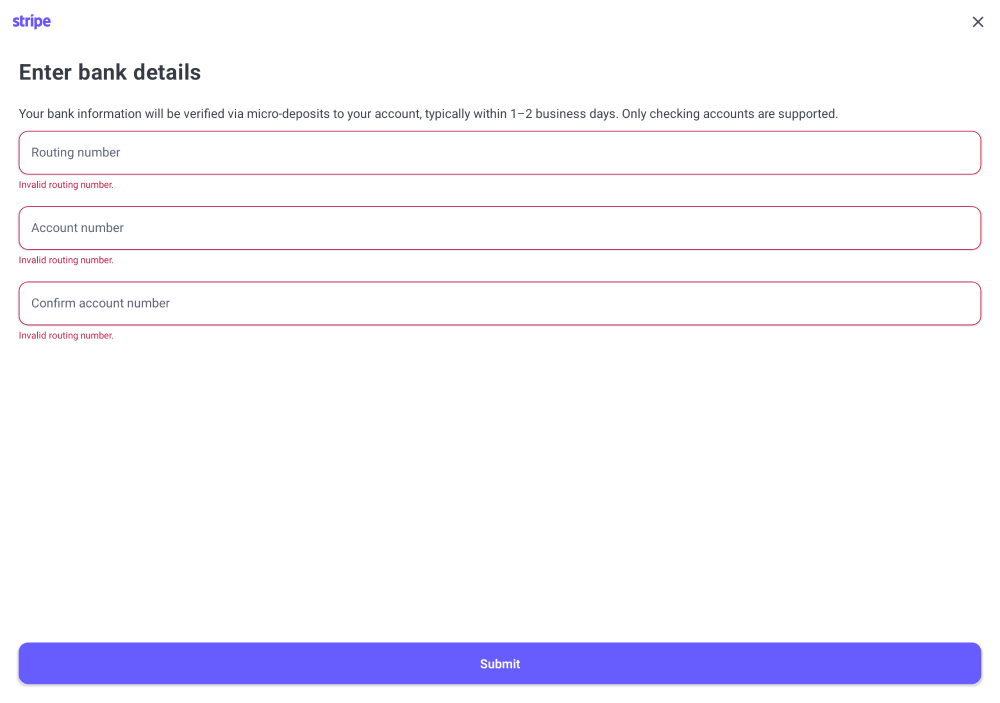 stripe
Enter bank details
Your bank information will be verified via micro-deposits to your account, typically within 1–2 business days. Only checking accounts are supported.
Routing number
Invalid routing number.
Account number
Invalid routing number.
Confirm account number
Invalid routing number.
Submit